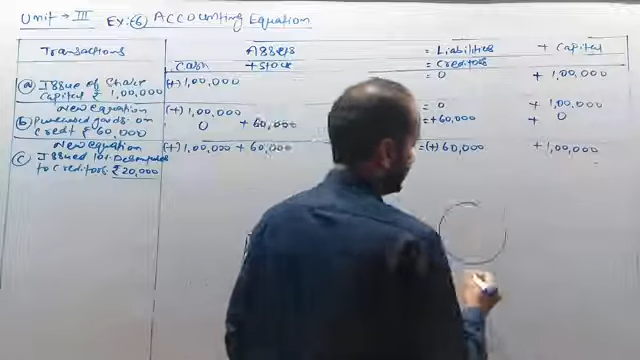 Unit → III Ex:⑥ Accounting Equation
Transactions Assets = Liabilities + Capital
Cash + Stock = Creditors
ⓐ Issue of Share (+) 1,00,000 = 0 + 1,00,000
Capital ₹ 1,00,000
New equation (+) 1,00,000 = 0 + 1,00,000
ⓑ Purchased goods on 0 + 60,000 = +60,000 + 0
Credit ₹ 60,000
New equation (+) 1,00,000 + 60,000 = (+) 60,000 + 1,00,000
ⓒ Issued 10%
to Creditors ₹ 20,000